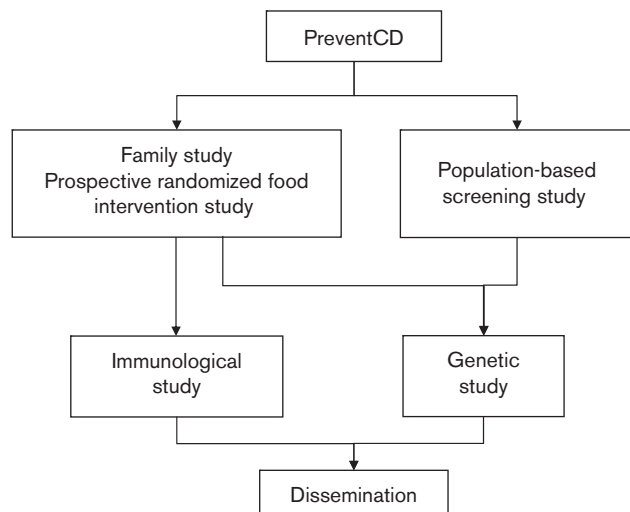 PreventCD
Family study
Prospective randomized food
intervention study
Population-based
screening study
Immunological
study
Genetic
study
Dissemination